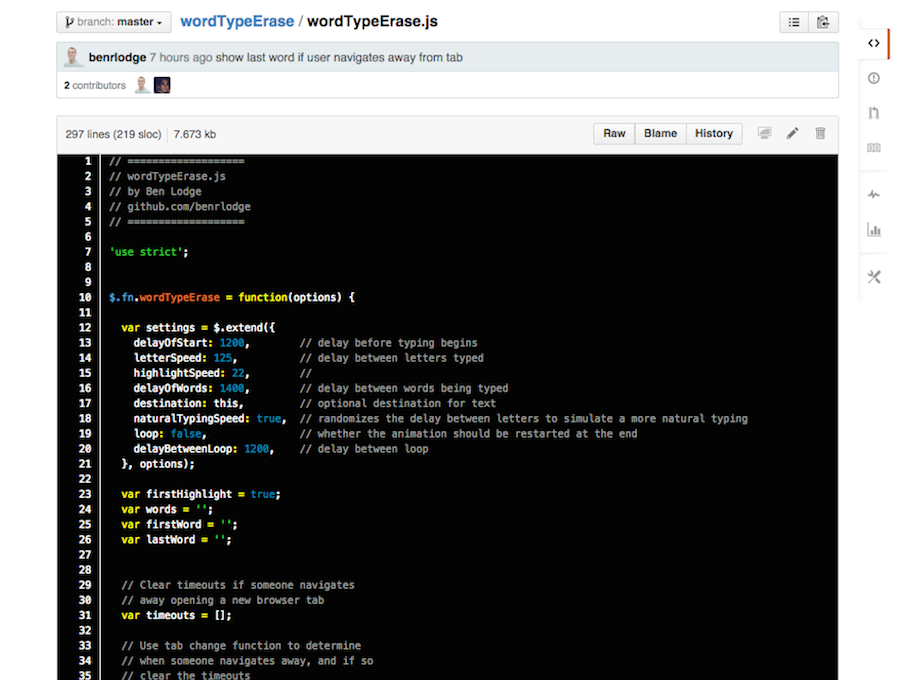 branch: master
wordTypeErase / wordTypeErase.js
benrlodge 7 hours ago show last word if user navigates away from tab
2 contributors
297 lines (219 sloc) 7.673 kb Raw Blame History
1 // ===================
2 // wordTypeErase.js
3 // by Ben Lodge
4 // github.com/benrlodge
5 // ===================
6
7 'use strict';
8
9
10 $.fn.wordTypeErase = function(options) {
11
12 var settings = $.extend({
13 delayOfStart: 1200, // delay before typing begins
14 letterSpeed: 125, // delay between letters typed
15 highlightSpeed: 22, //
16 delayOfWords: 1400, // delay between words being typed
17 destination: this, // optional destination for text
18 naturalTypingSpeed: true, // randomizes the delay between letters to simulate a more natural typing
19 loop: false, // whether the animation should be restarted at the end
20 delayBetweenLoop: 1200, // delay between loop
21 }, options);
22
23 var firstHighlight = true;
24 var words = '';
25 var firstWord = '';
26 var lastWord = '';
27
28
29 // Clear timeouts if someone navigates
30 // away opening a new browser tab
31 var timeouts = [];
32
33 // Use tab change function to determine
34 // when someone navigates away, and if so
35 // clear the timeouts